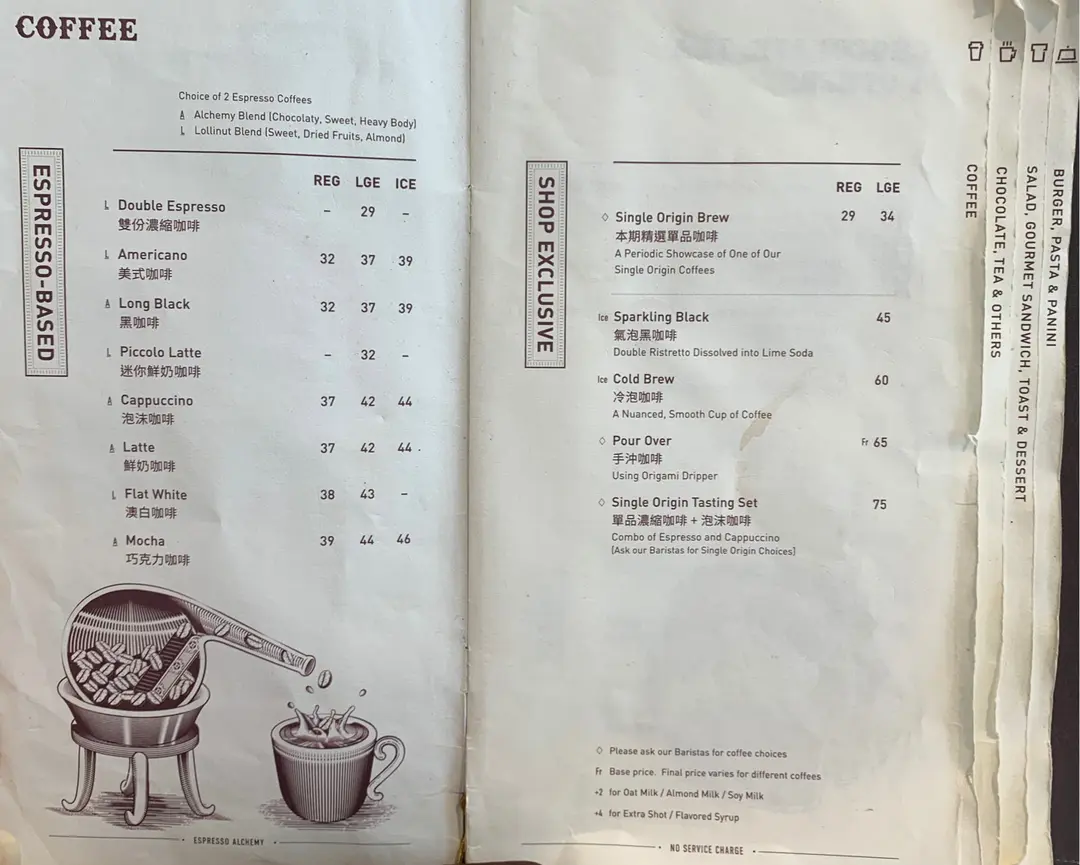 COFFEE
Choice of 2 Espresso Coffees
A Alchemy Blend (Chocolaty, Sweet, Heavy Body)
L Lollinut Blend (Sweet, Dried Fruits, Almond)
ESPRESSO-BASED
REG LGE ICE
L Double Espresso – 29 –
雙份濃縮咖啡
L Americano 32 37 39
美式咖啡
A Long Black 32 37 39
黑咖啡
L Piccolo Latte – 32 –
迷你鮮奶咖啡
A Cappuccino 37 42 44
泡沫咖啡
A Latte 37 42 44
鮮奶咖啡
L Flat White 38 43 –
澳白咖啡
A Mocha 39 44 46
巧克力咖啡
ESPRESSO ALCHEMY
SHOP EXCLUSIVE
REG LGE
◇ Single Origin Brew 29 34
本期精選單品咖啡
A Periodic Showcase of One of Our
Single Origin Coffees
Ice Sparkling Black 45
氣泡黑咖啡
Double Ristretto Dissolved into Lime Soda
Ice Cold Brew 60
冷泡咖啡
A Nuanced, Smooth Cup of Coffee
◇ Pour Over Fr 65
手沖咖啡
Using Origami Dripper
◇ Single Origin Tasting Set 75
單品濃縮咖啡 + 泡沫咖啡
Combo of Espresso and Cappuccino
(Ask our Baristas for Single Origin Choices)
◇ Please ask our Baristas for coffee choices
Fr Base price. Final price varies for different coffees
+2 for Oat Milk / Almond Milk / Soy Milk
+4 for Extra Shot / Flavored Syrup
NO SERVICE CHARGE
COFFEE
CHOCOLATE, TEA & OTHERS
SALAD, GOURMET SANDWICH, TOAST & DESSERT
BURGER, PASTA & PANINI